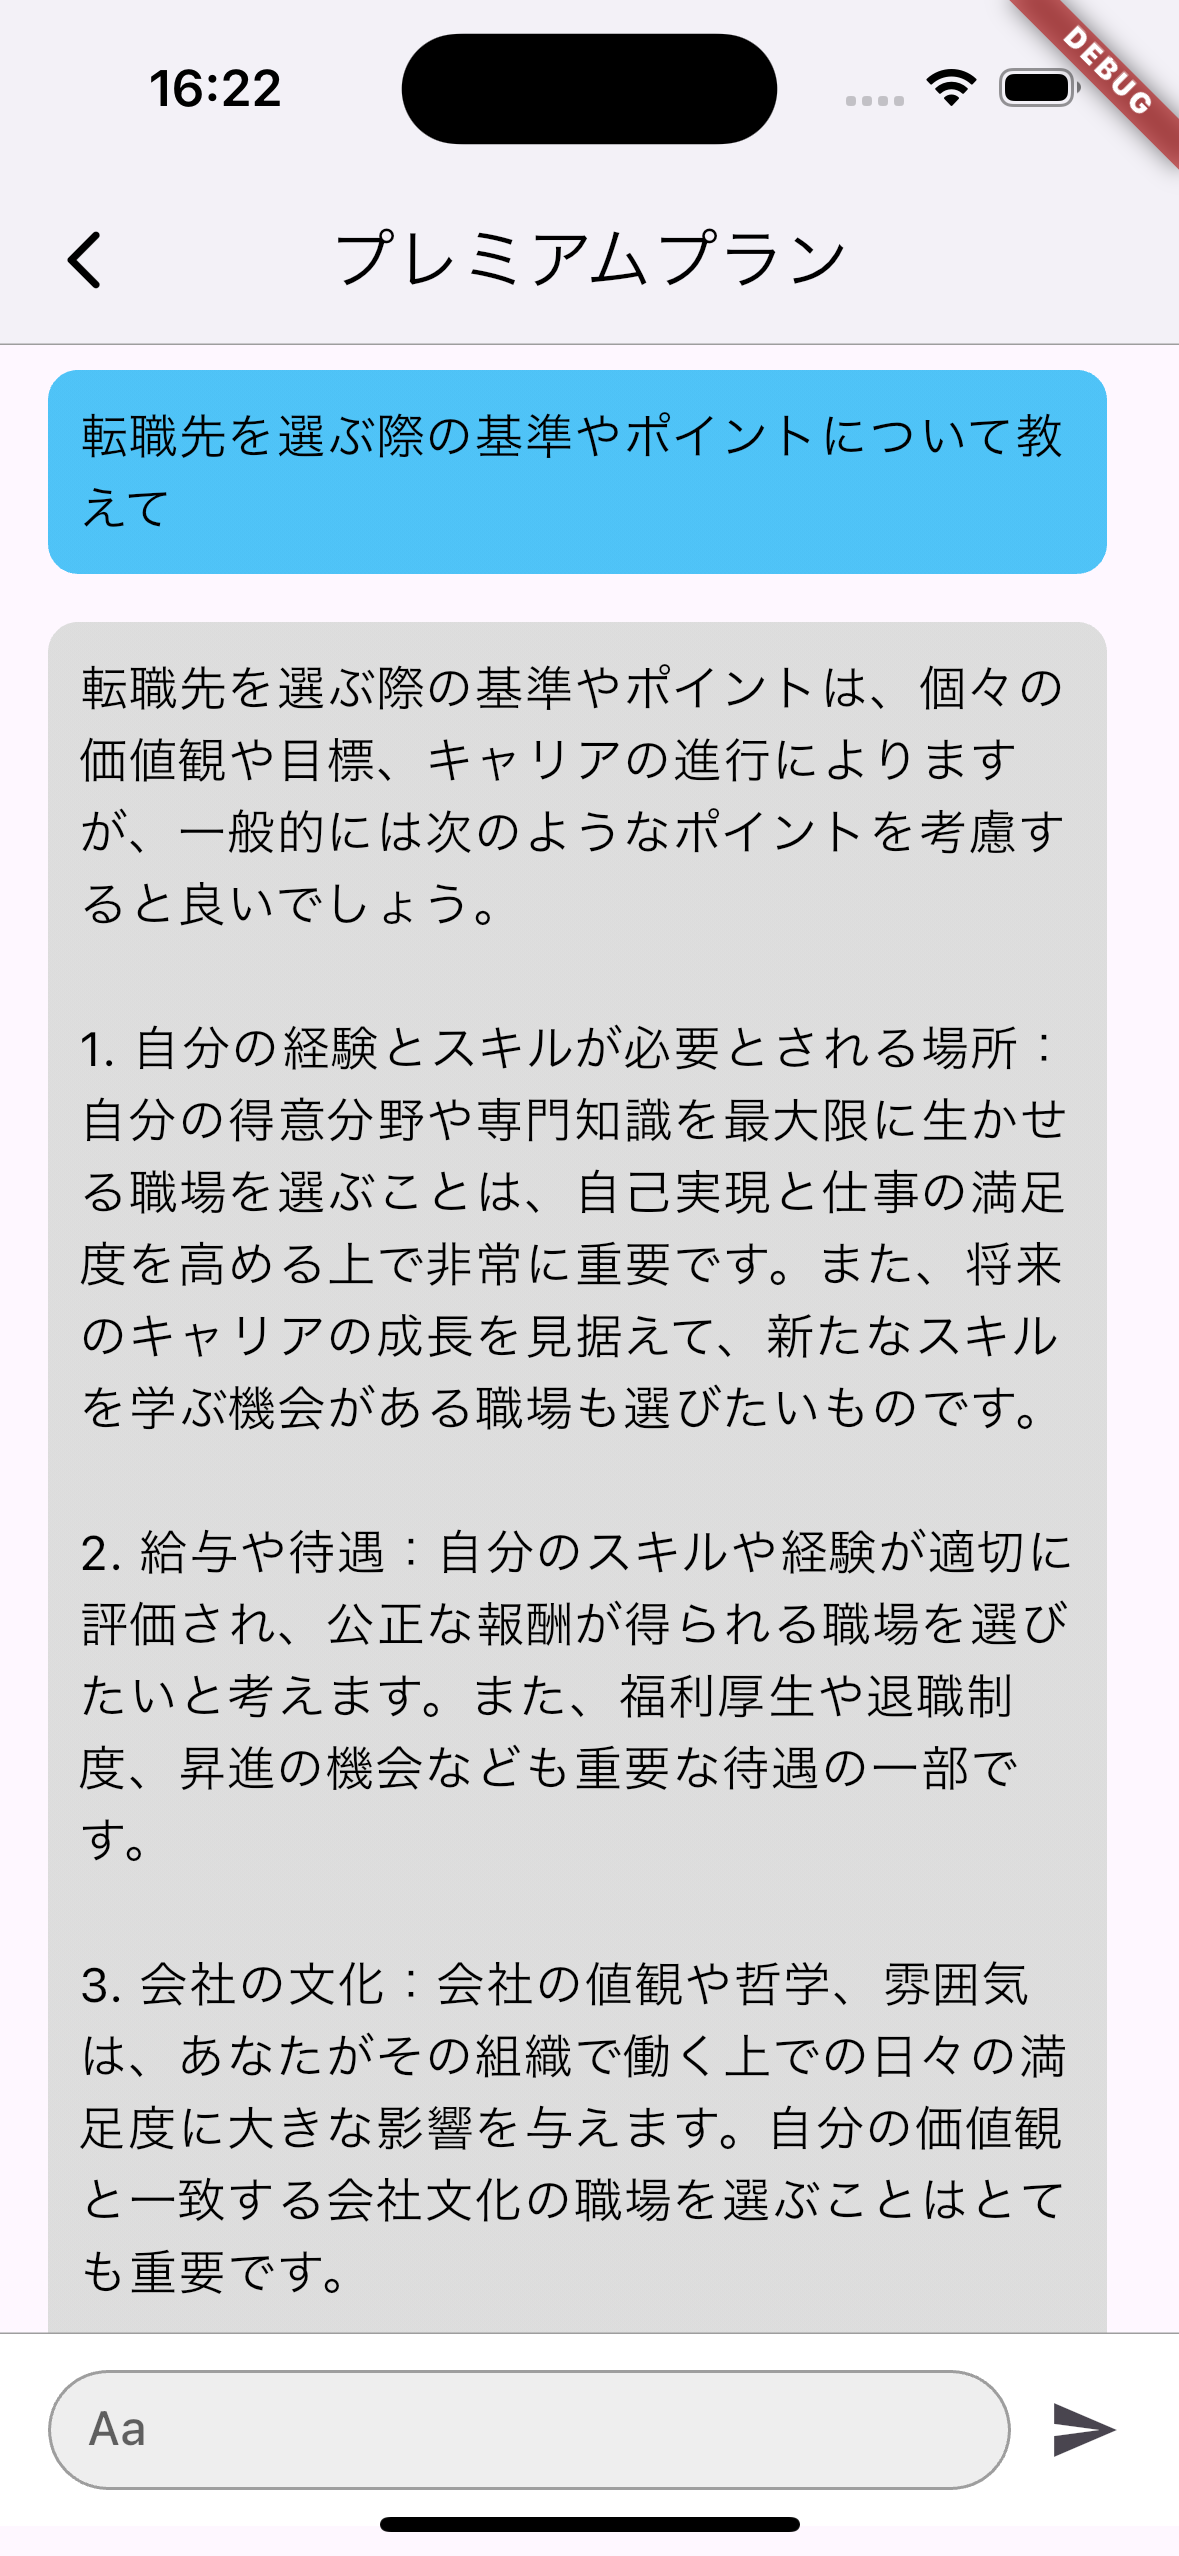 16:22
DEBUG
プレミアムプラン
転職先を選ぶ際の基準やポイントについて教
えて
転職先を選ぶ際の基準やポイントは、個々の
価値観や目標、キャリアの進行によります
が、一般的には次のようなポイントを考慮す
ると良いでしょう。
1. 自分の経験とスキルが必要とされる場所：
自分の得意分野や専門知識を最大限に生かせ
る職場を選ぶことは、自己実現と仕事の満足
度を高める上で非常に重要です。また、将来
のキャリアの成長を見据えて、新たなスキル
を学ぶ機会がある職場も選びたいものです。
2. 給与や待遇：自分のスキルや経験が適切に
評価され、公正な報酬が得られる職場を選び
たいと考えます。また、福利厚生や退職制
度、昇進の機会なども重要な待遇の一部で
す。
3. 会社の文化：会社の値観や哲学、雰囲気
は、あなたがその組織で働く上での日々の満
足度に大きな影響を与えます。自分の価値観
と一致する会社文化の職場を選ぶことはとて
も重要です。
Aa